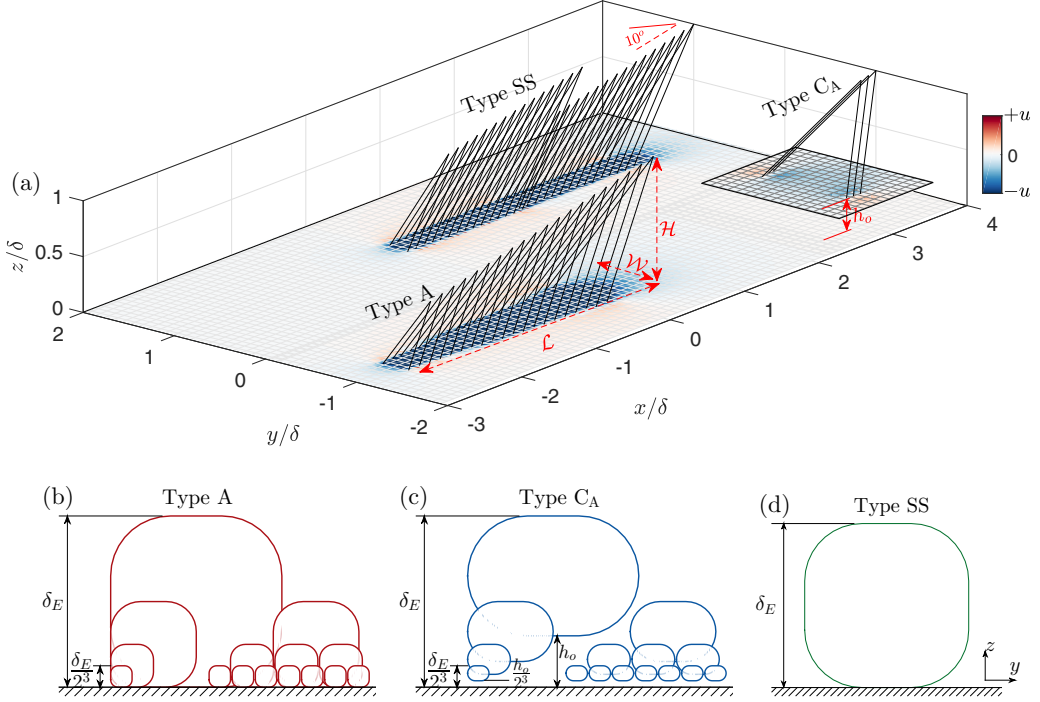 (a)
Type SS
10°
Type C_A
+u
0
−u
h_o
H
W
Type A
L
z/δ
1
0.5
0
2
1
0
-1
-2
y/δ
-3
-2
-1
0
1
2
3
4
x/δ
(b)
Type A
δ_E
δ_E/2^3
(c)
Type C_A
δ_E
δ_E/2^3
h_o/2^3
h_o
(d)
Type SS
δ_E
z
y